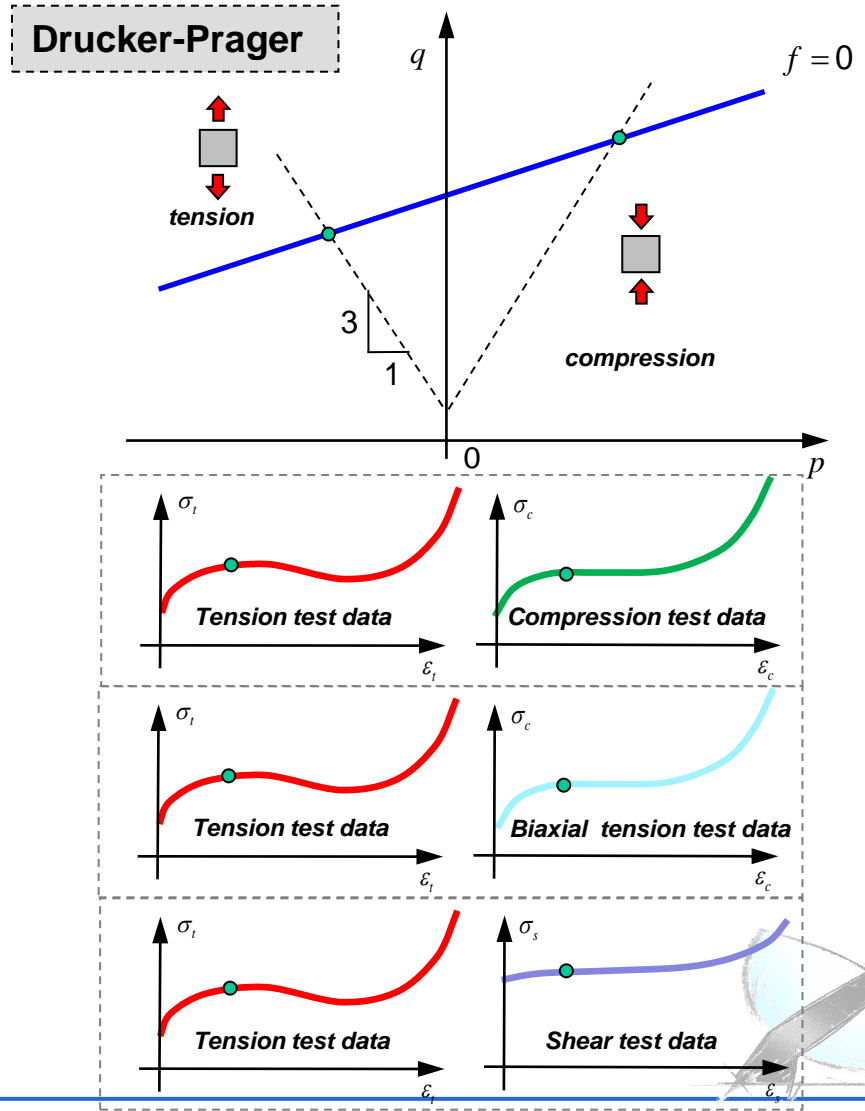 Drucker-Prager
q
f = 0
tension
3
1
compression
0
p
σt
σc
Tension test data
Compression test data
εt
εc
σt
σc
Tension test data
Biaxial tension test data
εt
εc
σt
σs
Tension test data
Shear test data
εt
εs